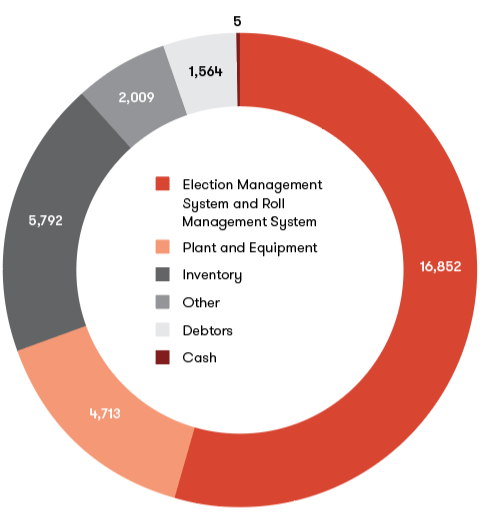 5
1,564
2,009
5,792
16,852
4,713
Election Management
System and Roll
Management System
Plant and Equipment
Inventory
Other
Debtors
Cash